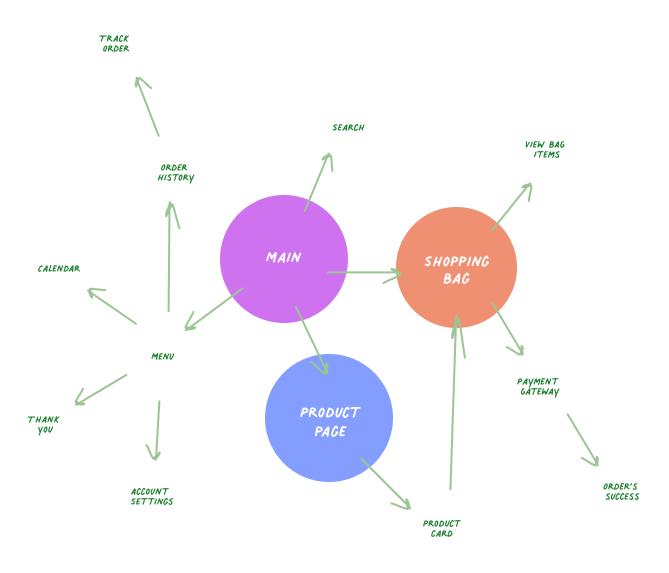 TRACK
ORDER
SEARCH
VIEW BAG
ITEMS
ORDER
HISTORY
MAIN
SHOPPING
BAG
CALENDAR
MENU
PAYMENT
GATEWAY
PRODUCT
PAGE
THANK
YOU
ACCOUNT
SETTINGS
ORDER'S
SUCCESS
PRODUCT
CARD